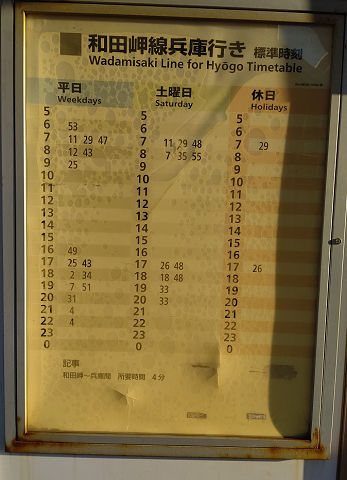 和田岬線兵庫行き 標準時刻
Wadamisaki Line for Hyōgo Timetable
平日
Weekdays
5
6 53
7 11 29 47
8 12 43
9 25
10
11
12
13
14
15
16 49
17 25 43
18 2 34
19 7 51
20 31
21 4
22 4
23
0
土曜日
Saturday
5
6
7 11 29 48
8 7 35 55
9
10
11
12
13
14
15
16
17 26 48
18 18 48
19 33
20 33
21
22
23
0
休日
Holidays
5
6
7 29
8
9
10
11
12
13
14
15
16
17 26
18
19
20
21
22
23
0
記事
和田岬〜兵庫間 所要時間 4分